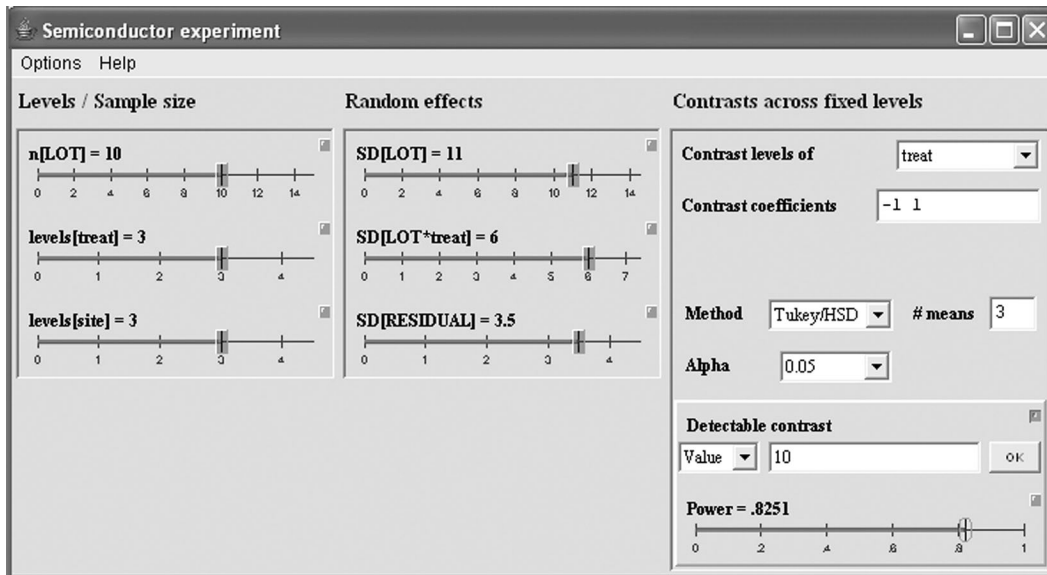 Semiconductor experiment
Options Help
Levels / Sample size
n[LOT] = 10
0 2 4 6 8 10 12 14
levels[treat] = 3
0 1 2 3 4
levels[site] = 3
0 1 2 3 4
Random effects
SD[LOT] = 11
0 2 4 6 8 10 12 14
SD[LOT*treat] = 6
0 1 2 3 4 5 6 7
SD[RESIDUAL] = 3.5
0 1 2 3 4
Contrasts across fixed levels
Contrast levels of treat
Contrast coefficients -1 1
Method Tukey/HSD # means 3
Alpha 0.05
Detectable contrast
Value 10 OK
Power = .8251
0 .2 .4 .6 .8 1